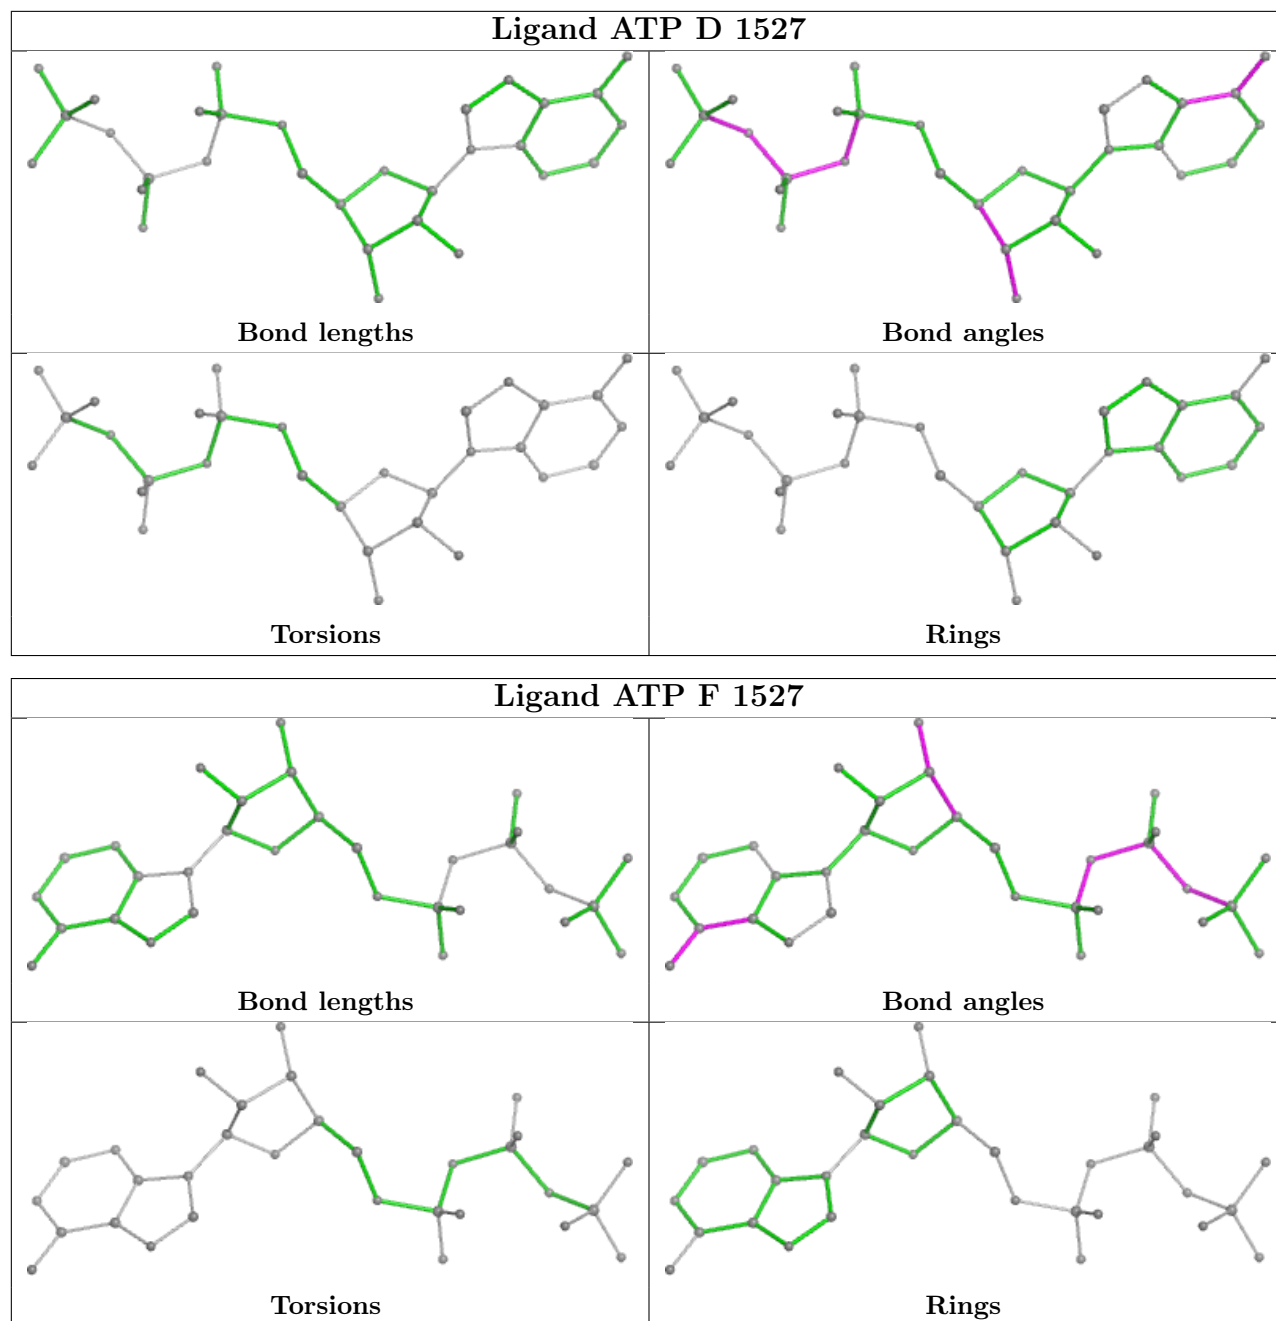 Ligand ATP D 1527
Bond lengths
Bond angles
Torsions
Rings
Ligand ATP F 1527
Bond lengths
Bond angles
Torsions
Rings